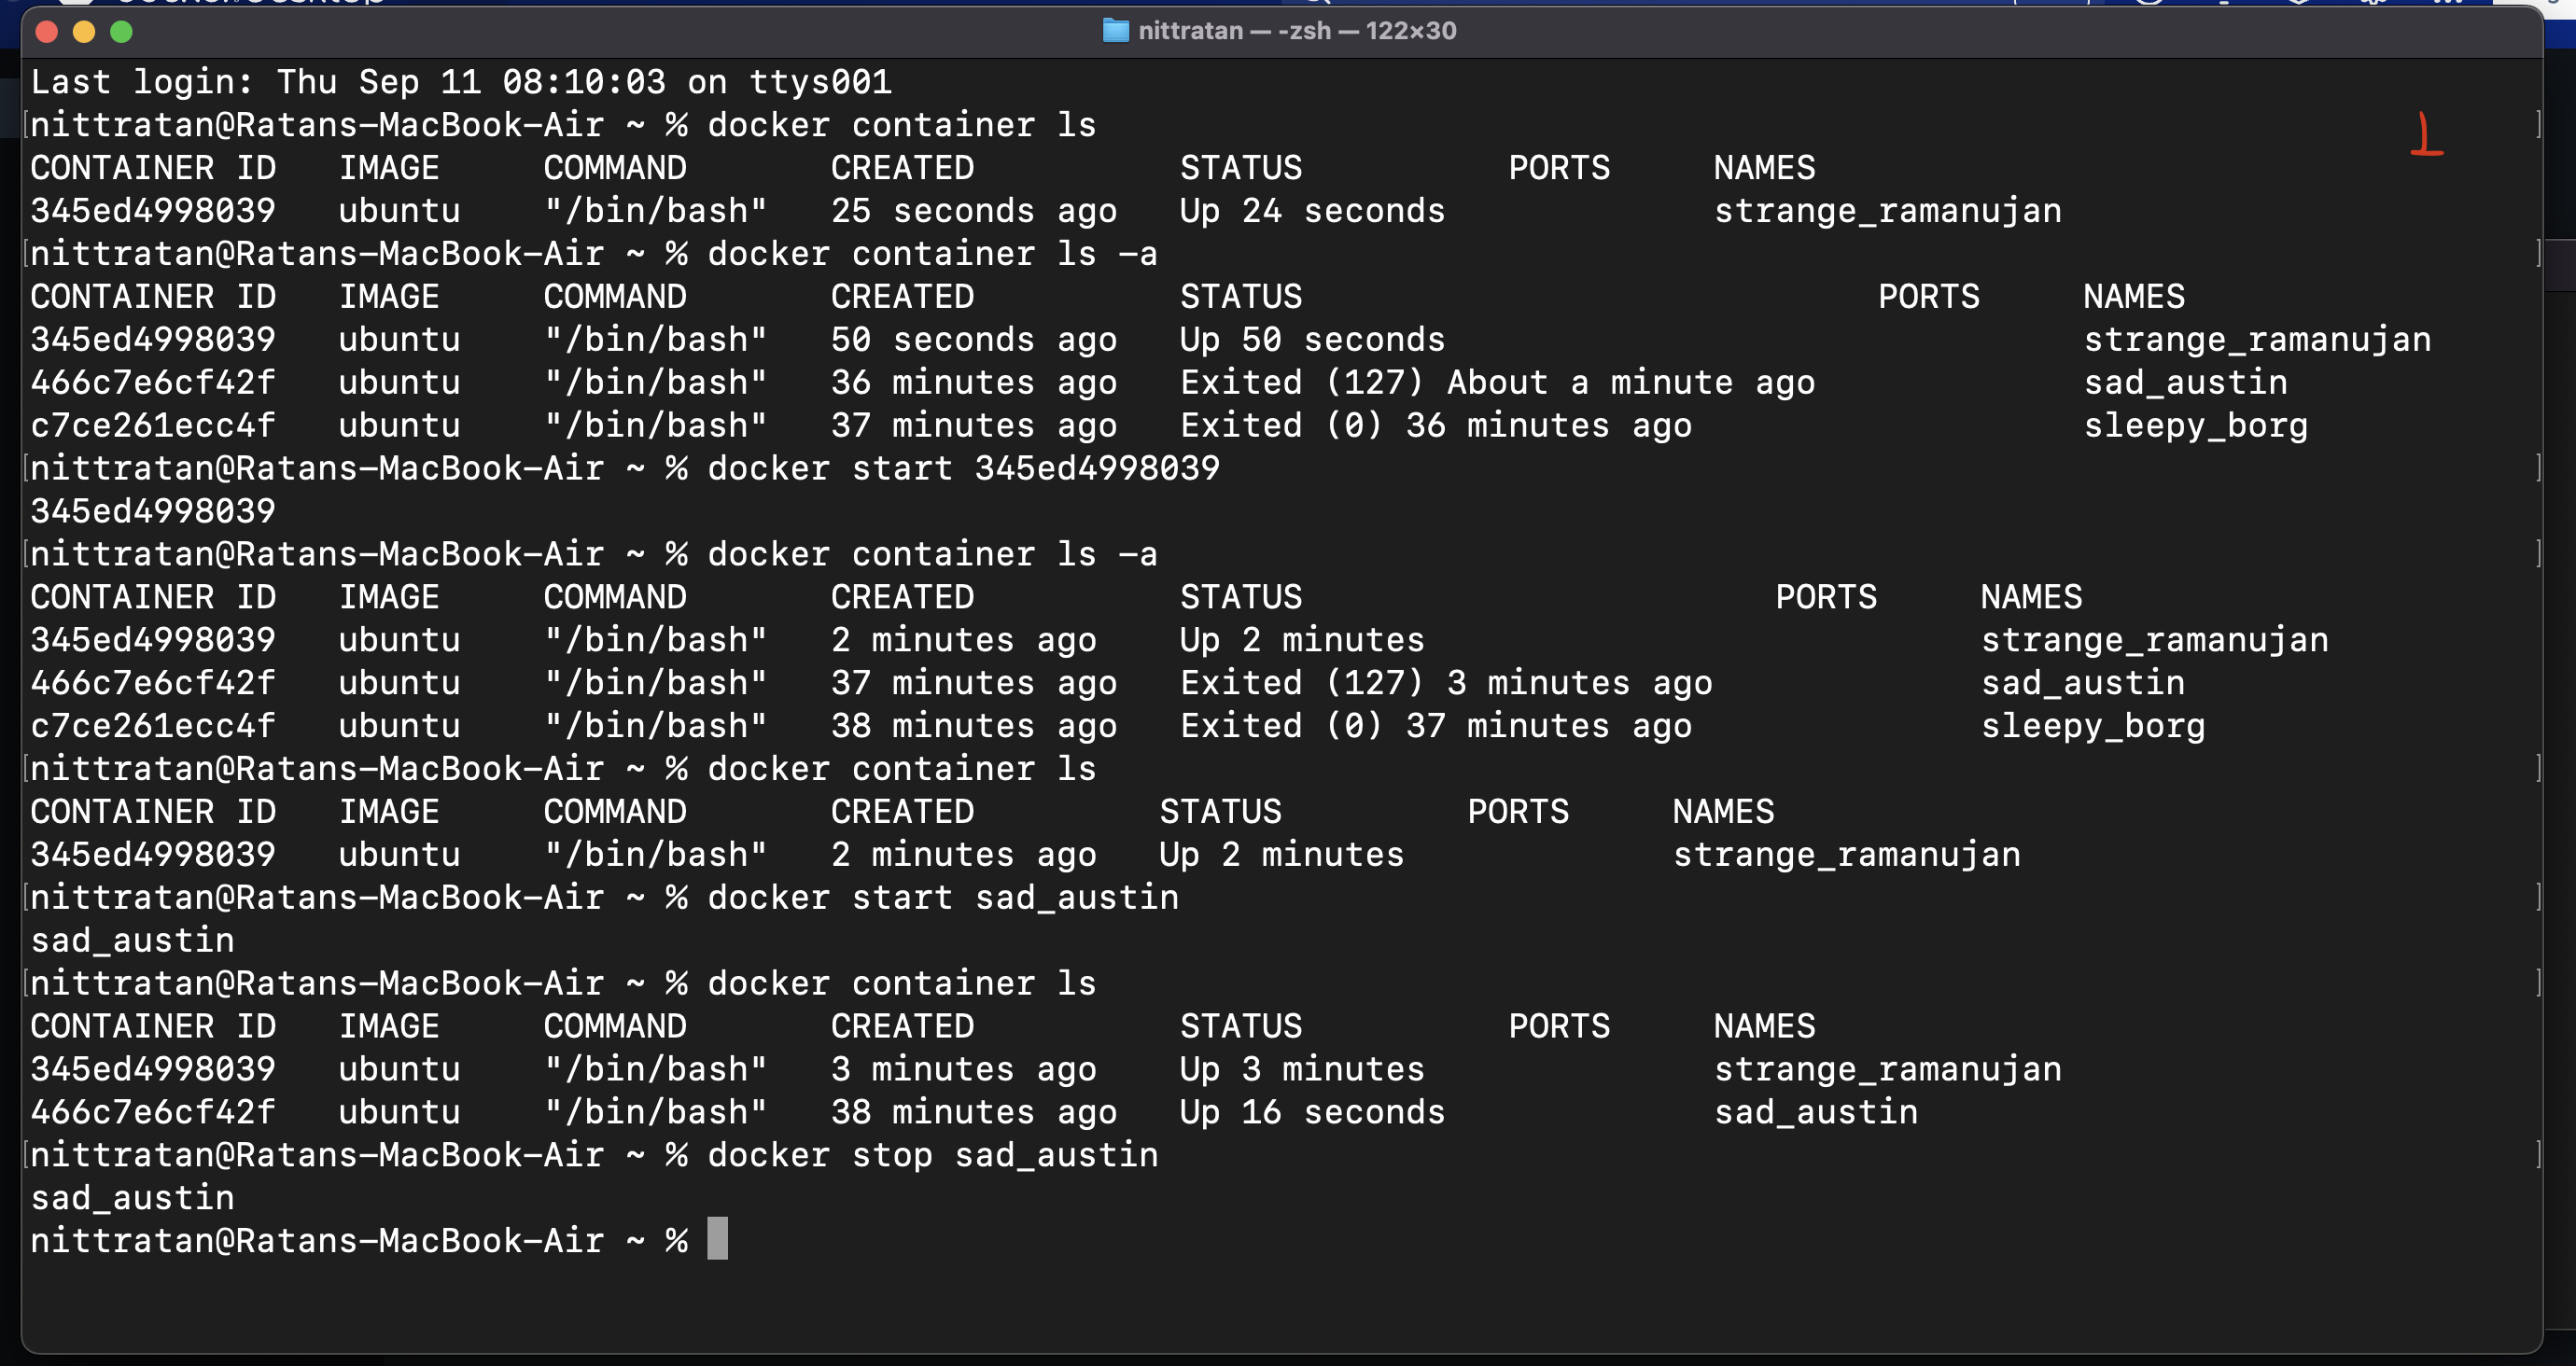 nittratan — -zsh — 122×30
Last login: Thu Sep 11 08:10:03 on ttys001
nittratan@Ratans-MacBook-Air ~ % docker container ls
1
CONTAINER ID   IMAGE     COMMAND       CREATED          STATUS          PORTS     NAMES
345ed4998039   ubuntu    "/bin/bash"   25 seconds ago   Up 24 seconds             strange_ramanujan
nittratan@Ratans-MacBook-Air ~ % docker container ls -a
CONTAINER ID   IMAGE     COMMAND       CREATED          STATUS                            PORTS     NAMES
345ed4998039   ubuntu    "/bin/bash"   50 seconds ago   Up 50 seconds                               strange_ramanujan
466c7e6cf42f   ubuntu    "/bin/bash"   36 minutes ago   Exited (127) About a minute ago             sad_austin
c7ce261ecc4f   ubuntu    "/bin/bash"   37 minutes ago   Exited (0) 36 minutes ago                   sleepy_borg
nittratan@Ratans-MacBook-Air ~ % docker start 345ed4998039
345ed4998039
nittratan@Ratans-MacBook-Air ~ % docker container ls -a
CONTAINER ID   IMAGE     COMMAND       CREATED          STATUS                       PORTS     NAMES
345ed4998039   ubuntu    "/bin/bash"   2 minutes ago    Up 2 minutes                           strange_ramanujan
466c7e6cf42f   ubuntu    "/bin/bash"   37 minutes ago   Exited (127) 3 minutes ago             sad_austin
c7ce261ecc4f   ubuntu    "/bin/bash"   38 minutes ago   Exited (0) 37 minutes ago              sleepy_borg
nittratan@Ratans-MacBook-Air ~ % docker container ls
CONTAINER ID   IMAGE     COMMAND       CREATED         STATUS         PORTS     NAMES
345ed4998039   ubuntu    "/bin/bash"   2 minutes ago   Up 2 minutes             strange_ramanujan
nittratan@Ratans-MacBook-Air ~ % docker start sad_austin
sad_austin
nittratan@Ratans-MacBook-Air ~ % docker container ls
CONTAINER ID   IMAGE     COMMAND       CREATED          STATUS          PORTS     NAMES
345ed4998039   ubuntu    "/bin/bash"   3 minutes ago    Up 3 minutes              strange_ramanujan
466c7e6cf42f   ubuntu    "/bin/bash"   38 minutes ago   Up 16 seconds             sad_austin
nittratan@Ratans-MacBook-Air ~ % docker stop sad_austin
sad_austin
nittratan@Ratans-MacBook-Air ~ %